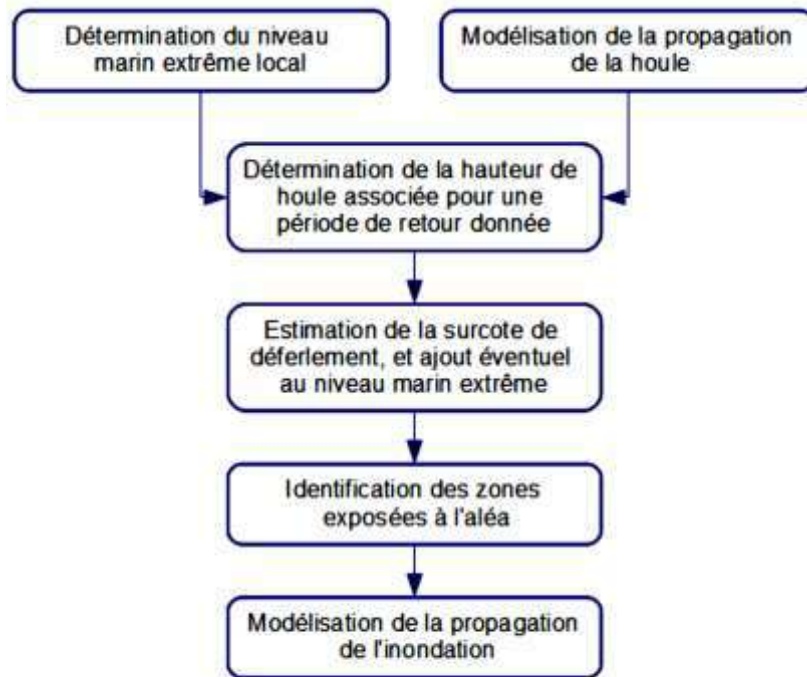 Détermination du niveau
marin extrême local
Modélisation de la propagation
de la houle
Détermination de la hauteur de
houle associée pour une
période de retour donnée
Estimation de la surcote de
déferlement, et ajout éventuel
au niveau marin extrême
Identification des zones
exposées à l'aléa
Modélisation de la propagation
de l'inondation